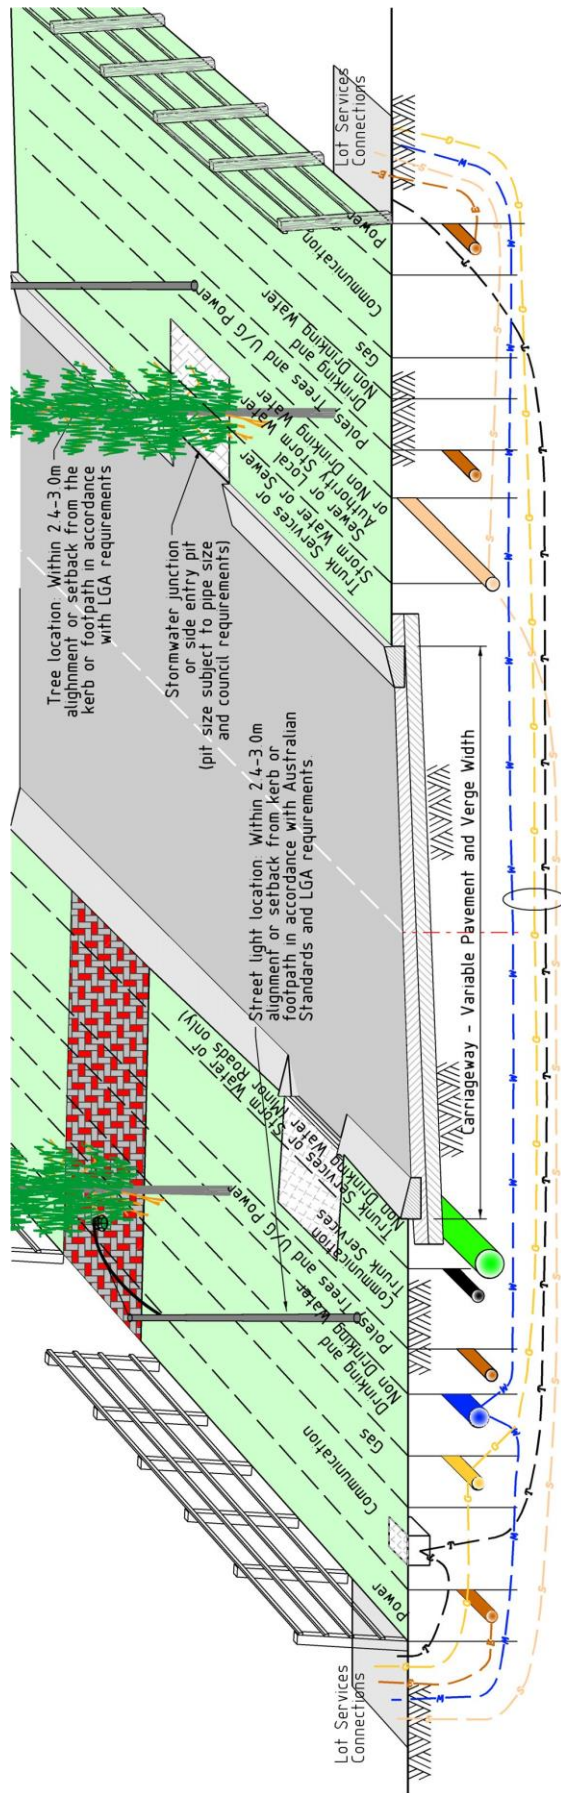 Lot Services
Connections
Power
Communication
Gas
Drinking and
Non Drinking Water
Poles, Trees and U/G Power
Communication
Trunk Services
Trunk Services or
Non Drinking Water
Storm Water or
(Minor Roads only)
Street light location: Within 2.4-3.0m
alignment or setback from kerb or
footpath in accordance with Australian
Standards and LGA requirements.
Carriageway - Variable Pavement and Verge Width
Stormwater junction
or side entry pit
(pit size subject to pipe size
and council requirements)
Tree location: Within 2.4-3.0m
alighnment or setback from the
kerb or footpath in accordance
with LGA requirements
Trunk Services or
Storm Water or Sewer
Sewer or Local
Authority Storm Water
or Non Drinking Water
Poles Trees and U/G Power
Drinking and
Non Drinking Water
Gas
Communication
Power
Lot Services
Connections